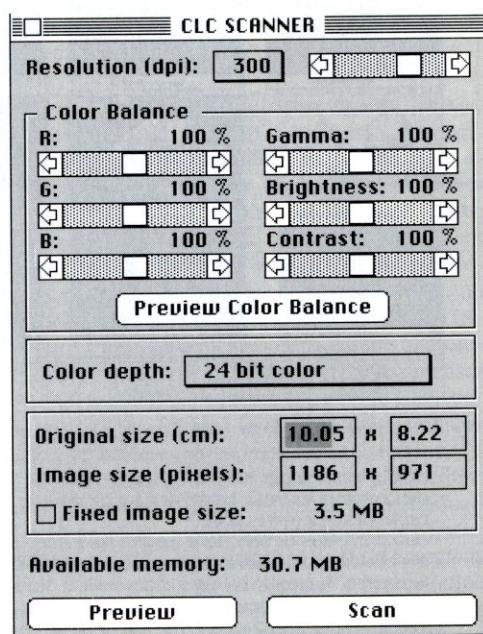 CLC SCANNER
Resolution (dpi): 300
Color Balance
R: 100 % Gamma: 100 %
G: 100 % Brightness: 100 %
B: 100 % Contrast: 100 %
Preview Color Balance
Color depth: 24 bit color
Original size (cm): 10.05 x 8.22
Image size (pixels): 1186 x 971
Fixed image size: 3.5 MB
Available memory: 30.7 MB
Preview Scan